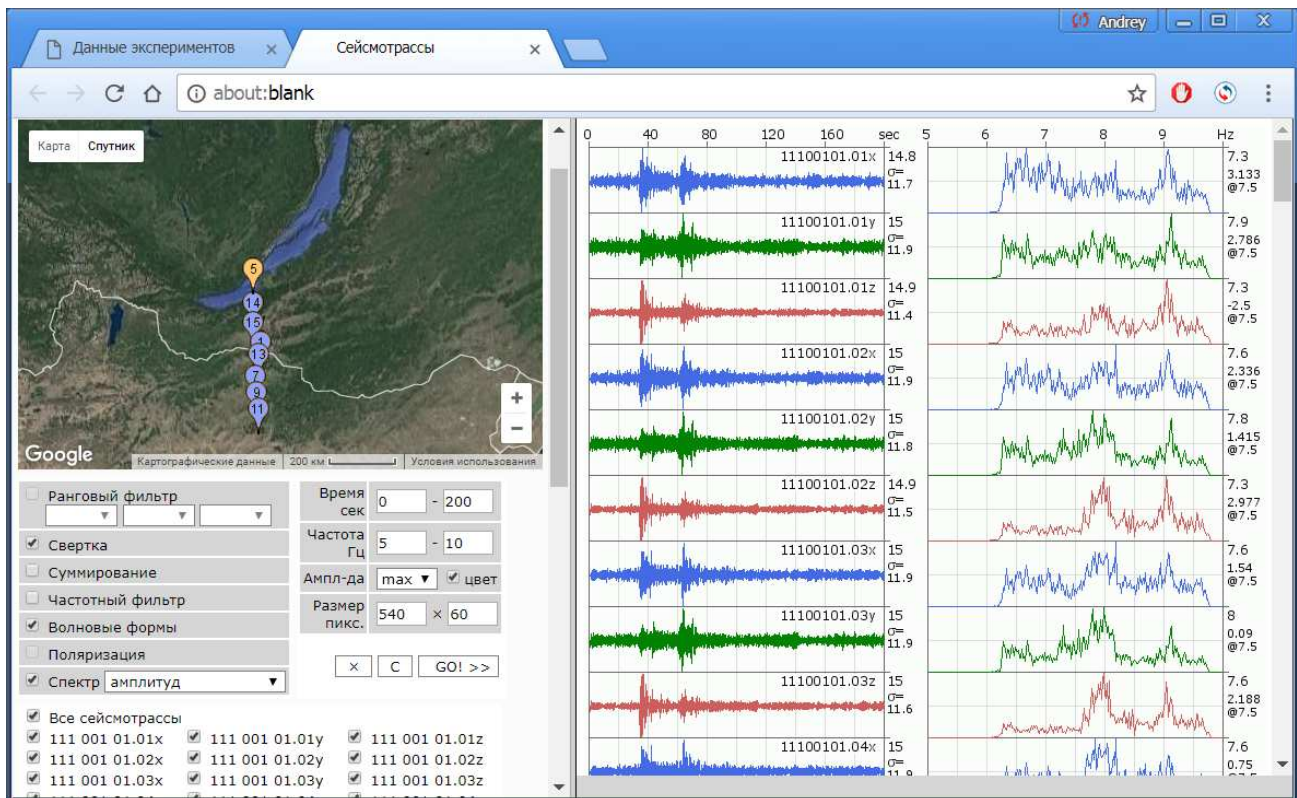 Andrey
Данные экспериментов
Сейсмотрассы
about:blank
Карта Спутник
5
14
15
13
7
9
11
+
−
Google
Картографические данные 200 км Условия использования
Ранговый фильтр
Свертка
Суммирование
Частотный фильтр
Волновые формы
Поляризация
Спектр амплитуд
Время сек 0 - 200
Частота Гц 5 - 10
Ампл-да max цвет
Размер пикс. 540 × 60
× C GO! >>
Все сейсмотрассы
111 001 01.01x 111 001 01.01y 111 001 01.01z
111 001 01.02x 111 001 01.02y 111 001 01.02z
111 001 01.03x 111 001 01.03y 111 001 01.03z
0 40 80 120 160 sec 5 6 7 8 9 Hz
11100101.01x 14.8 7.3
σ= 3.133
11.7 @7.5
11100101.01y 15 7.9
σ= 2.786
11.9 @7.5
11100101.01z 14.9 7.3
σ= -2.5
11.4 @7.5
11100101.02x 15 7.6
σ= 2.336
11.9 @7.5
11100101.02y 15 7.8
σ= 1.415
11.8 @7.5
11100101.02z 14.9 7.3
σ= 2.977
11.5 @7.5
11100101.03x 15 7.6
σ= 1.54
11.9 @7.5
11100101.03y 15 8
σ= 0.09
11.9 @7.5
11100101.03z 15 7.6
σ= 2.188
11.6 @7.5
11100101.04x 15 7.6
σ= 0.75